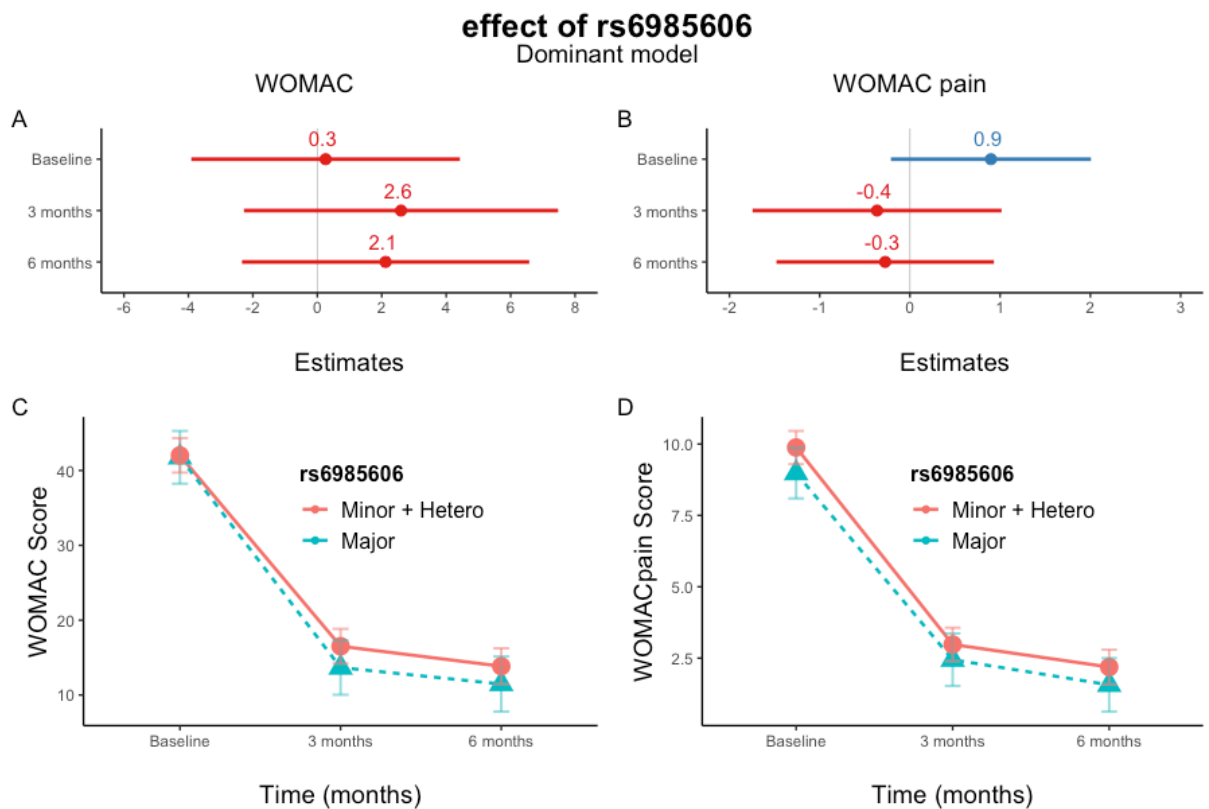 effect of rs6985606
Dominant model
WOMAC
WOMAC pain
A
0.3
Baseline
2.6
3 months
2.1
6 months
-6 -4 -2 0 2 4 6 8
Estimates
B
0.9
Baseline
-0.4
3 months
-0.3
6 months
-2 -1 0 1 2 3
Estimates
C
WOMAC Score
40
30
20
10
rs6985606
Minor + Hetero
Major
Baseline 3 months 6 months
Time (months)
D
WOMACpain Score
10.0
7.5
5.0
2.5
rs6985606
Minor + Hetero
Major
Baseline 3 months 6 months
Time (months)